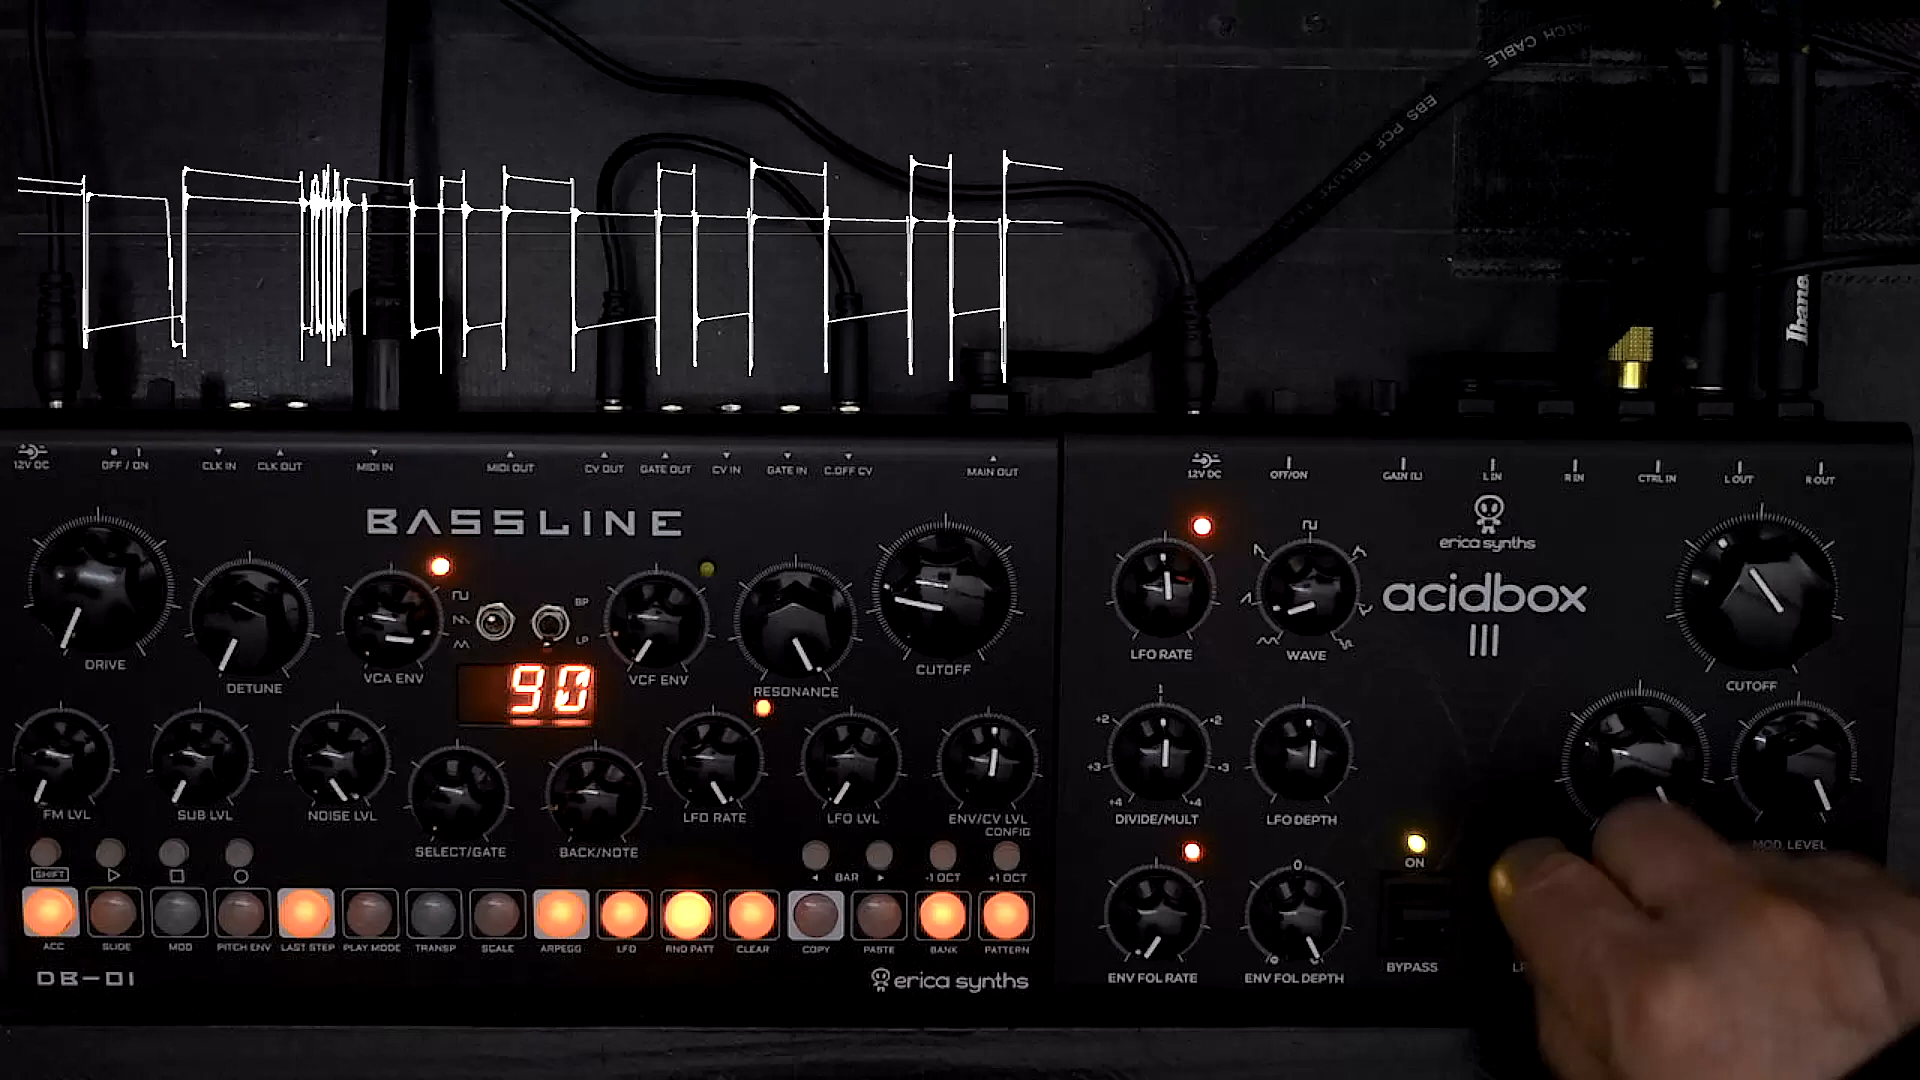 PATCH CABLE
EBS PCF DELUXE
Ibanez
12V DC
OFF / ON
CLK IN
CLK OUT
MIDI IN
MIDI OUT
CV OUT
GATE OUT
CV IN
GATE IN
C.OFF CV
MAIN OUT
12V DC
OFF/ON
GAIN (L)
L IN
R IN
CTRL IN
L OUT
R OUT
BASSLINE
erica synths
acidbox
III
DRIVE
DETUNE
VCA ENV
BP
LP
VCF ENV
RESONANCE
CUTOFF
LFO RATE
WAVE
CUTOFF
90
FM LVL
SUB LVL
NOISE LVL
SELECT/GATE
BACK/NOTE
LFO RATE
LFO LVL
ENV/CV LVL
CONFIG
1
÷2
·2
÷3
·3
÷4
·4
DIVIDE/MULT
LFO DEPTH
MOD. LEVEL
SHIFT
BAR
-1 OCT
+1 OCT
ON
0
ACC
SLIDE
MOD
PITCH ENV
LAST STEP
PLAY MODE
TRANSP
SCALE
ARPEGG
LFO
RND PATT
CLEAR
COPY
PASTE
BANK
PATTERN
ENV FOL RATE
ENV FOL DEPTH
BYPASS
DB-01
erica synths